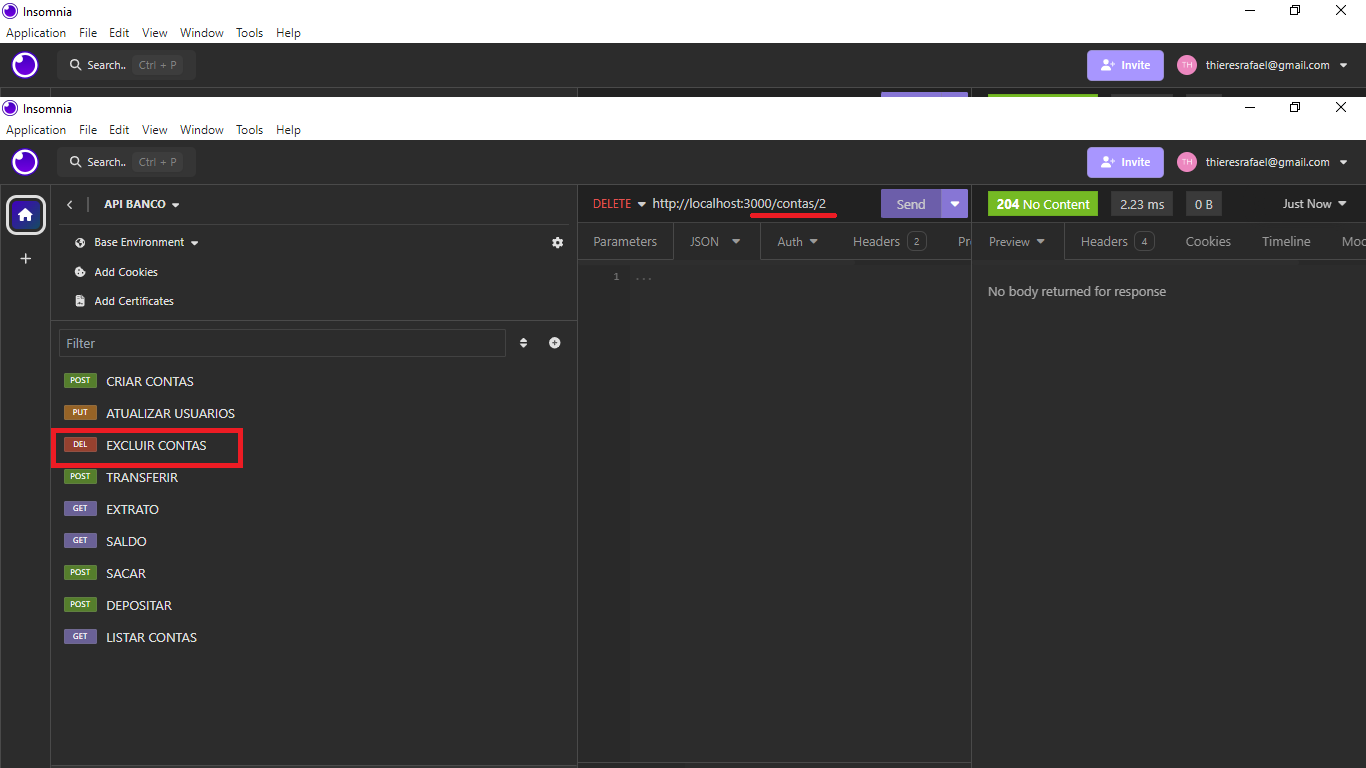 Insomnia
Application File Edit View Window Tools Help
Search.. Ctrl + P Invite TH thieresrafael@gmail.com
Insomnia
Application File Edit View Window Tools Help
Search.. Ctrl + P Invite TH thieresrafael@gmail.com
API BANCO DELETE http://localhost:3000/contas/2 Send 204 No Content 2.23 ms 0 B Just Now
Base Environment Parameters JSON Auth Headers 2 Pr Preview Headers 4 Cookies Timeline Moc
Add Cookies 1 ...
Add Certificates No body returned for response
Filter
POST CRIAR CONTAS
PUT ATUALIZAR USUARIOS
DEL EXCLUIR CONTAS
POST TRANSFERIR
GET EXTRATO
GET SALDO
POST SACAR
POST DEPOSITAR
GET LISTAR CONTAS